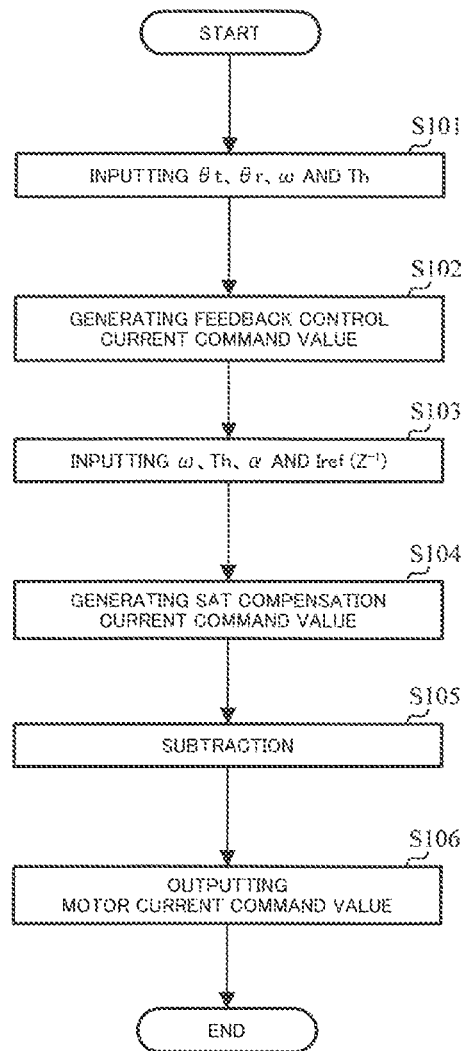 START
S101
INPUTTING θt、θr、ω AND Th
S102
GENERATING FEEDBACK CONTROL
CURRENT COMMAND VALUE
S103
INPUTTING ω、Th、α AND Iref (Z⁻¹)
S104
GENERATING SAT COMPENSATION
CURRENT COMMAND VALUE
S105
SUBTRACTION
S106
OUTPUTTING
MOTOR CURRENT COMMAND VALUE
END